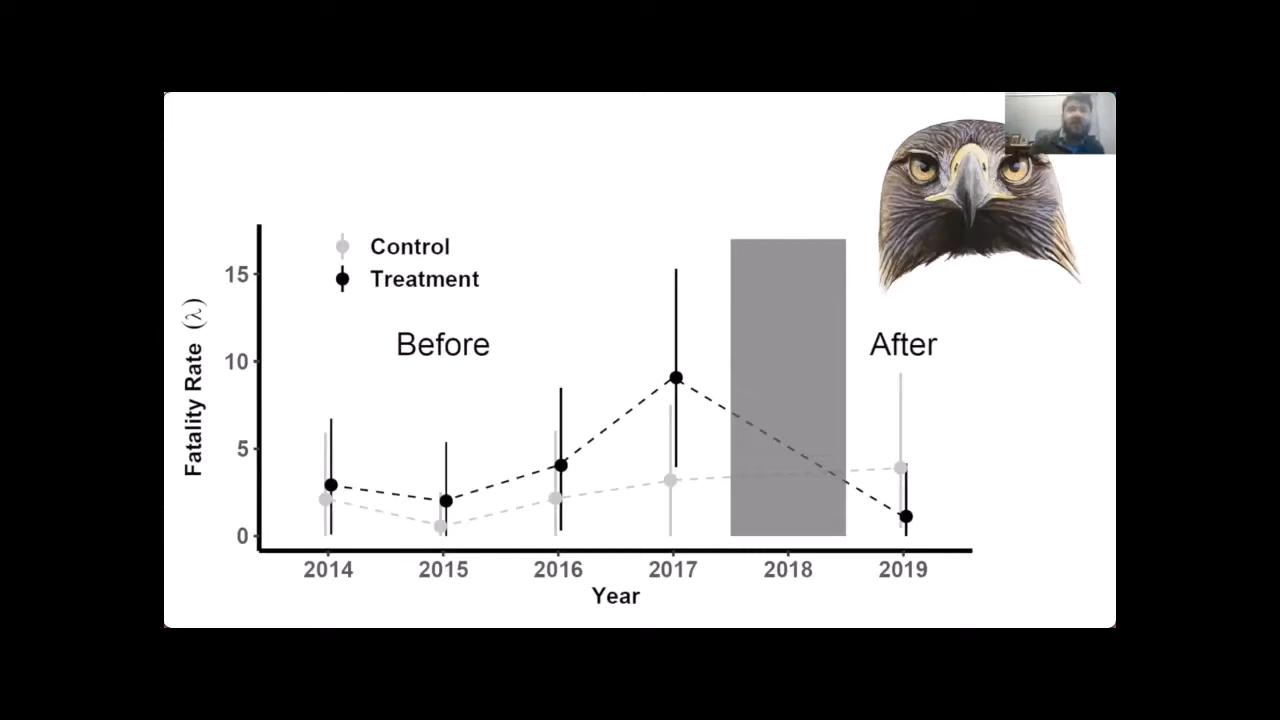 Control
Treatment
Before
After
15
10
5
0
Fatality Rate (λ)
2014 2015 2016 2017 2018 2019
Year